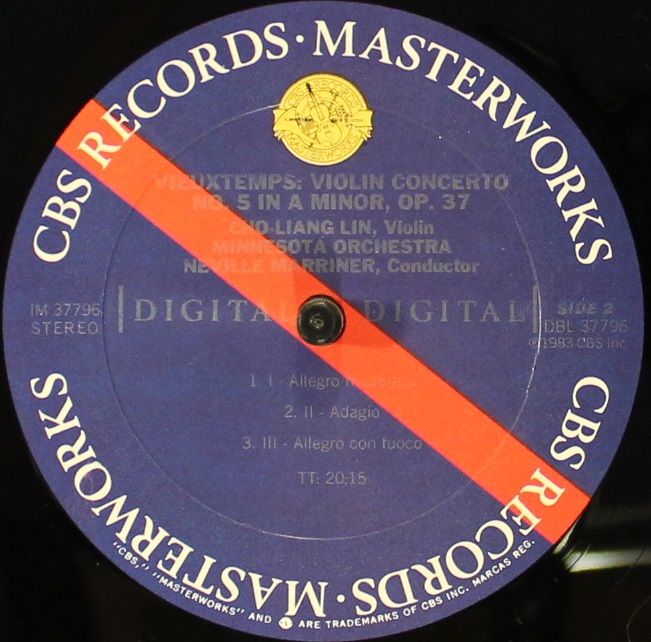 CBS RECORDS · MASTERWORKS
VIEUXTEMPS: VIOLIN CONCERTO
NO. 5 IN A MINOR, OP. 37
CHO-LIANG LIN, Violin
MINNESOTA ORCHESTRA
NEVILLE MARRINER, Conductor
IM 37796
STEREO
DIGITAL DIGITAL
SIDE 2
DBL 37796
℗1983 CBS Inc
1. I - Allegro moderato
2. II - Adagio
3. III - Allegro con fuoco
TT: 20:15
CBS RECORDS · MASTERWORKS
"CBS," "MASTERWORKS" AND ARE TRADEMARKS OF CBS INC. MARCAS REG.